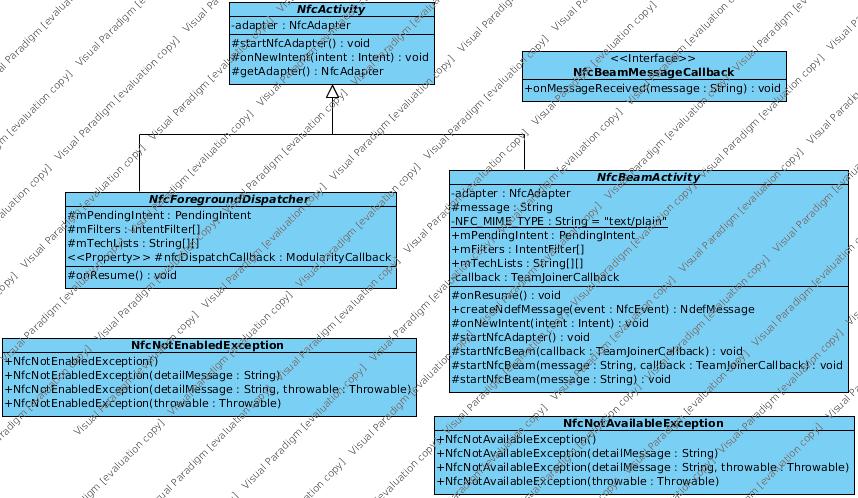 NfcActivity
-adapter : NfcAdapter
#startNfcAdapter() : void
#onNewIntent(intent : Intent) : void
#getAdapter() : NfcAdapter
<<Interface>>
NfcBeamMessageCallback
+onMessageReceived(message : String) : void
NfcForegroundDispatcher
#mPendingIntent : PendingIntent
#mFilters : IntentFilter[]
#mTechLists : String[][]
<<Property>> #nfcDispatchCallback : ModularityCallback
#onResume() : void
NfcBeamActivity
-adapter : NfcAdapter
#message : String
-NFC_MIME_TYPE : String = "text/plain"
+mPendingIntent : PendingIntent
+mFilters : IntentFilter[]
+mTechLists : String[][]
callback : TeamJoinerCallback
#onResume() : void
+createNdefMessage(event : NfcEvent) : NdefMessage
#onNewIntent(intent : Intent) : void
#startNfcAdapter() : void
#startNfcBeam(callback : TeamJoinerCallback) : void
#startNfcBeam(message : String, callback : TeamJoinerCallback) : void
#startNfcBeam(message : String) : void
NfcNotEnabledException
+NfcNotEnabledException()
+NfcNotEnabledException(detailMessage : String)
+NfcNotEnabledException(detailMessage : String, throwable : Throwable)
+NfcNotEnabledException(throwable : Throwable)
NfcNotAvailableException
+NfcNotAvailableException()
+NfcNotAvailableException(detailMessage : String)
+NfcNotAvailableException(detailMessage : String, throwable : Throwable)
+NfcNotAvailableException(throwable : Throwable)
Visual Paradigm [evaluation copy]